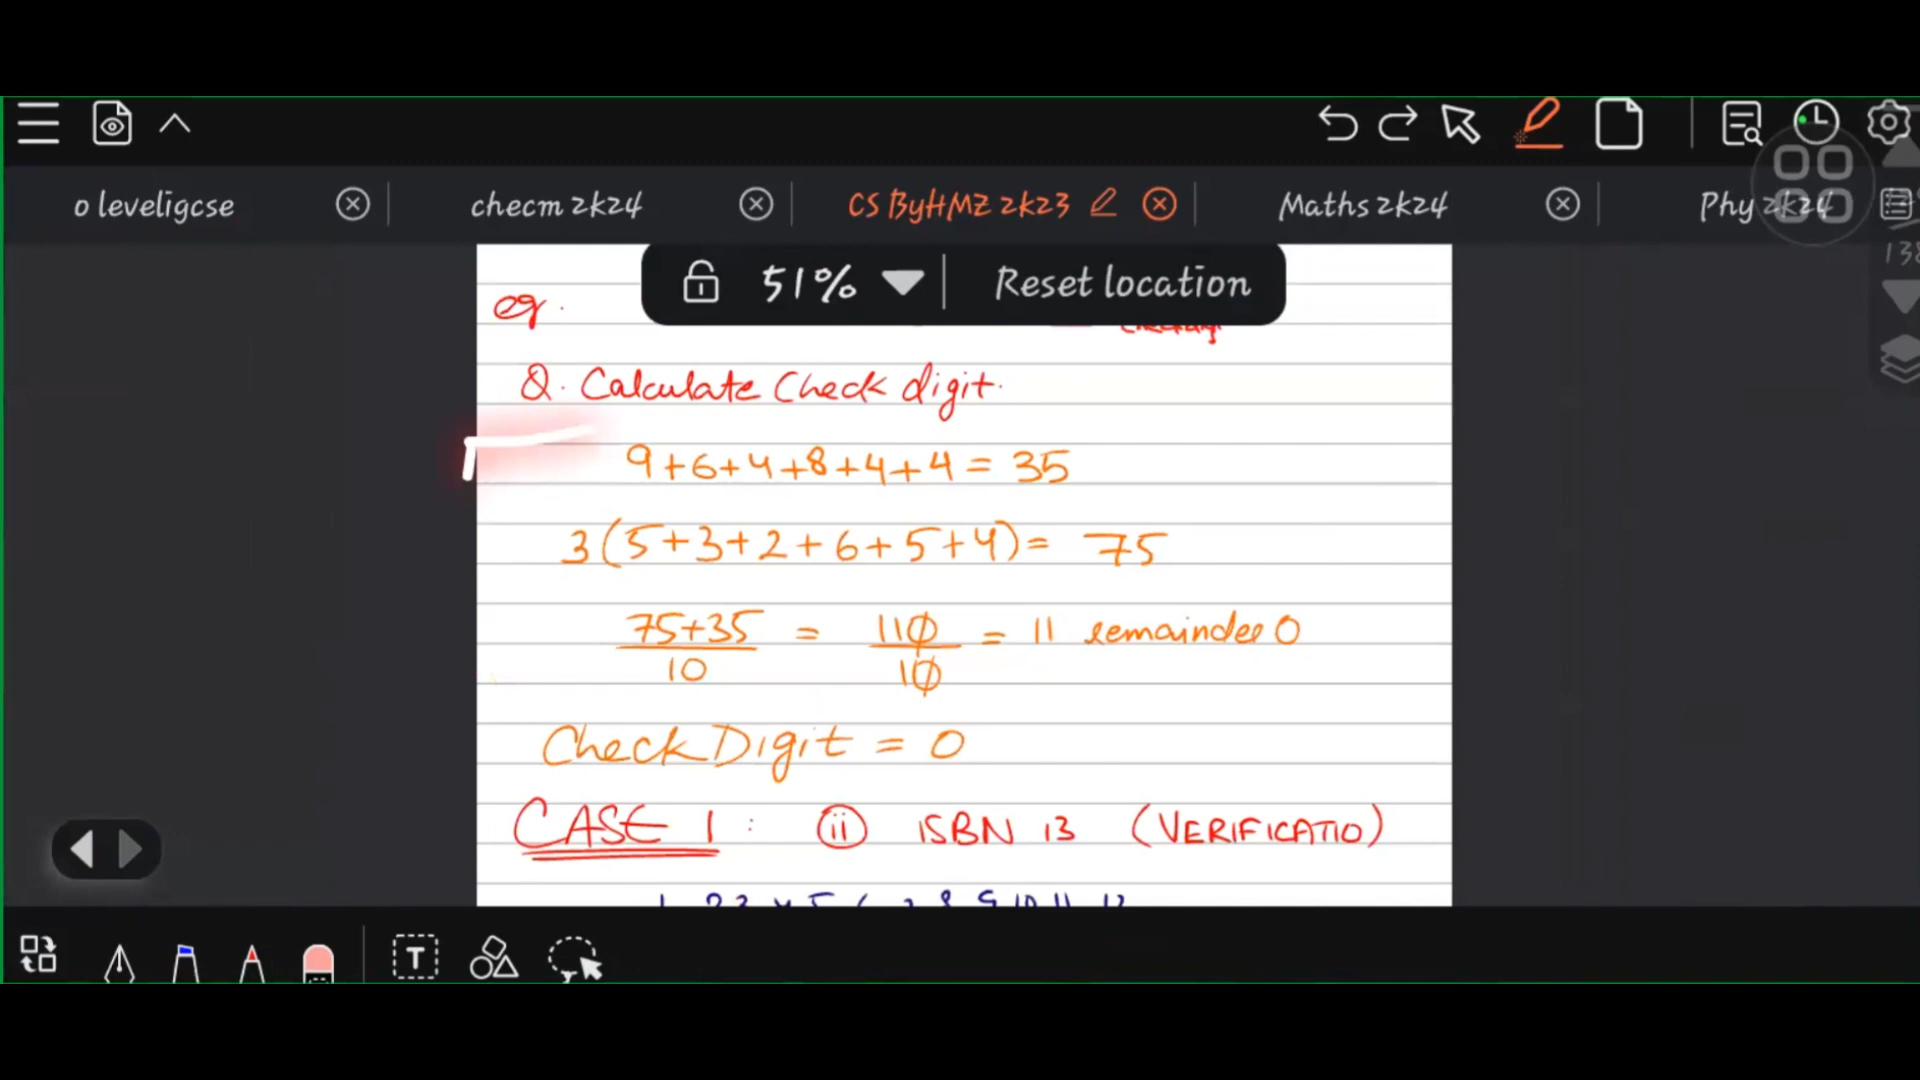 o leveligcse
checm 2k24
CS ByHMZ 2k23
Maths 2k24
Phy 2k24
51%
Reset location
eg.
Q. Calculate Check digit.
9+6+4+8+4+4 = 35
3(5+3+2+6+5+4) = 75
75+35 / 10 = 110 / 10 = 11 remainder 0
Check Digit = 0
CASE 1 : (ii) ISBN 13 (VERIFICATIO)